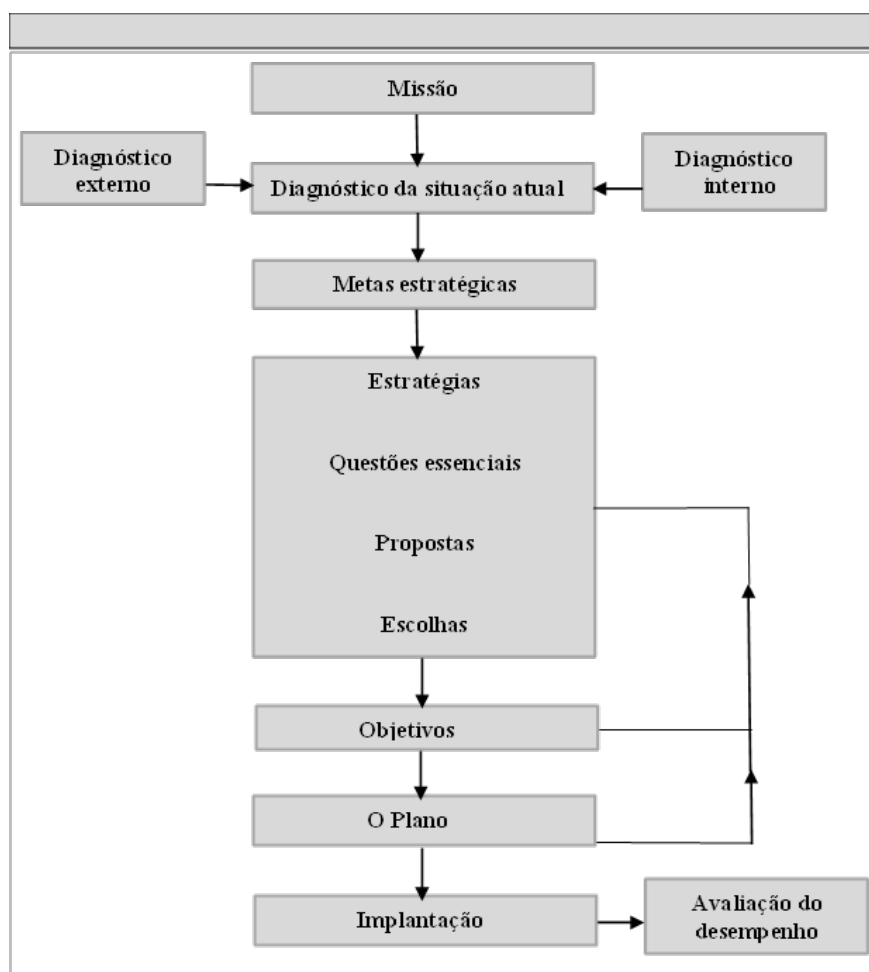 Missão
Diagnóstico
externo
Diagnóstico da situação atual
Diagnóstico
interno
Metas estratégicas
Estratégias
Questões essenciais
Propostas
Escolhas
Objetivos
O Plano
Implantação
Avaliação do
desempenho